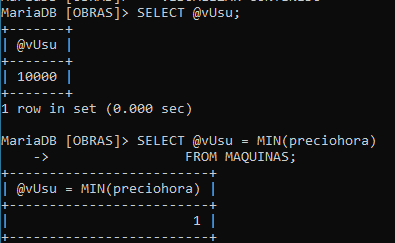 MariaDB [OBRAS]> SELECT @vUsu;
+-------+
| @vUsu |
+-------+
| 10000 |
+-------+
1 row in set (0.000 sec)
MariaDB [OBRAS]> SELECT @vUsu = MIN(preciohora)
    ->                  FROM MAQUINAS;
+-------------------------+
| @vUsu = MIN(preciohora) |
+-------------------------+
|                       1 |
+-------------------------+